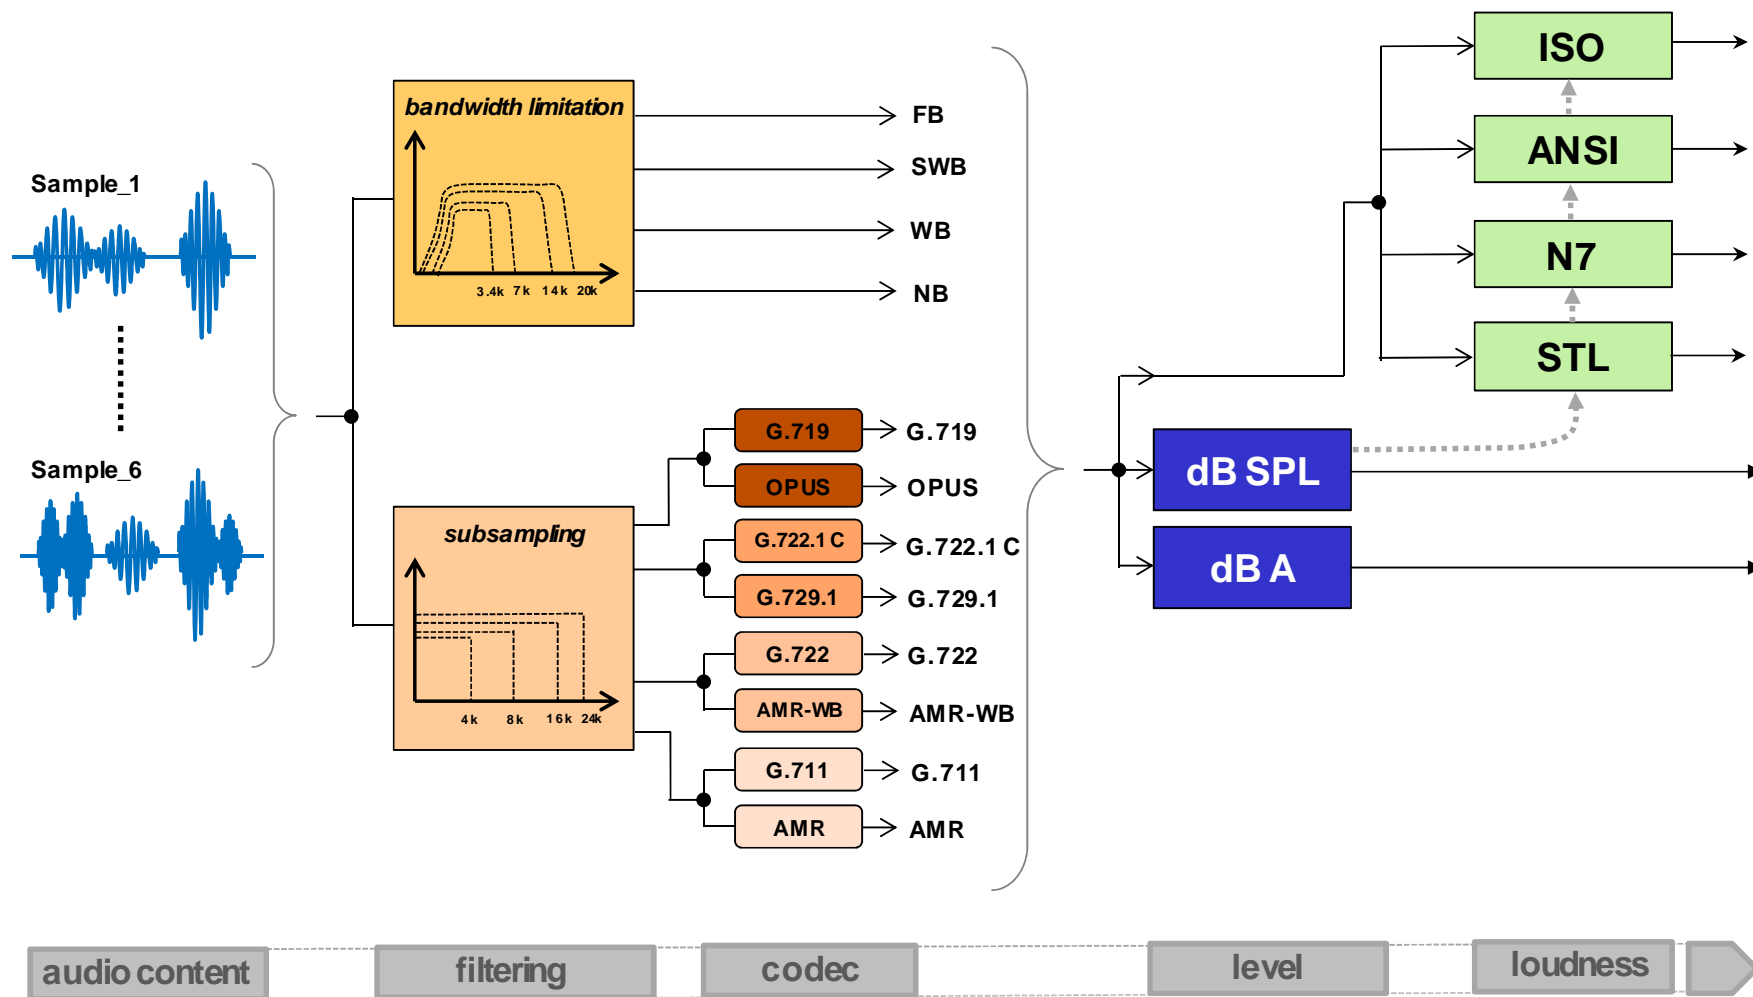 Sample_1
Sample_6
bandwidth limitation
3.4k 7k 14k 20k
FB
SWB
WB
NB
subsampling
4k 8k 16k 24k
G.719 G.719
OPUS OPUS
G.722.1 C G.722.1 C
G.729.1 G.729.1
G.722 G.722
AMR-WB AMR-WB
G.711 G.711
AMR AMR
ISO
ANSI
N7
STL
dB SPL
dB A
audio content filtering codec level loudness